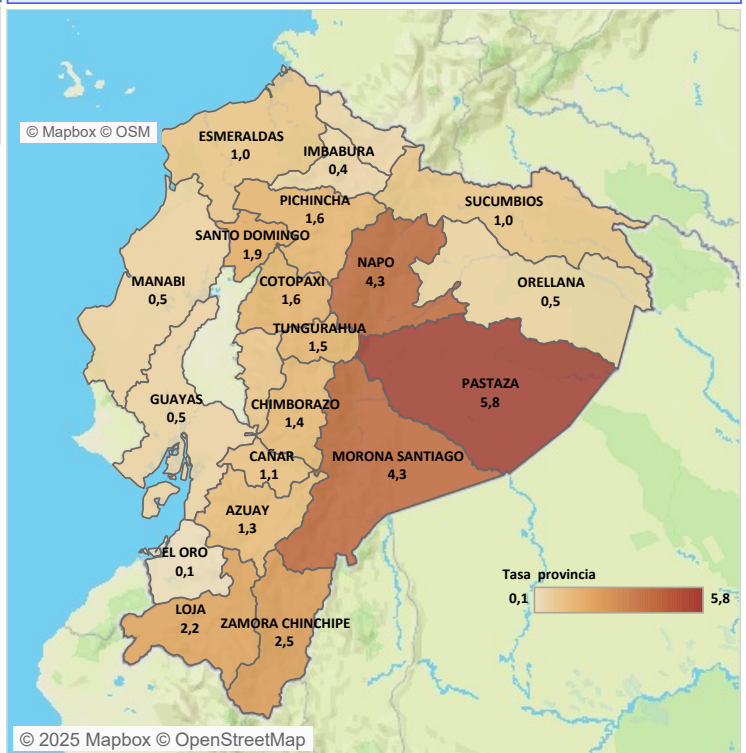 © Mapbox © OSM
ESMERALDAS
1,0
IMBABURA
0,4
PICHINCHA
1,6
SUCUMBIOS
1,0
SANTO DOMINGO
1,9
NAPO
4,3
MANABI
0,5
COTOPAXI
1,6
ORELLANA
0,5
TUNGURAHUA
1,5
PASTAZA
5,8
GUAYAS
0,5
CHIMBORAZO
1,4
CAÑAR
1,1
MORONA SANTIAGO
4,3
AZUAY
1,3
EL ORO
0,1
Tasa provincia
0,1 5,8
LOJA
2,2
ZAMORA CHINCHIPE
2,5
© 2025 Mapbox © OpenStreetMap